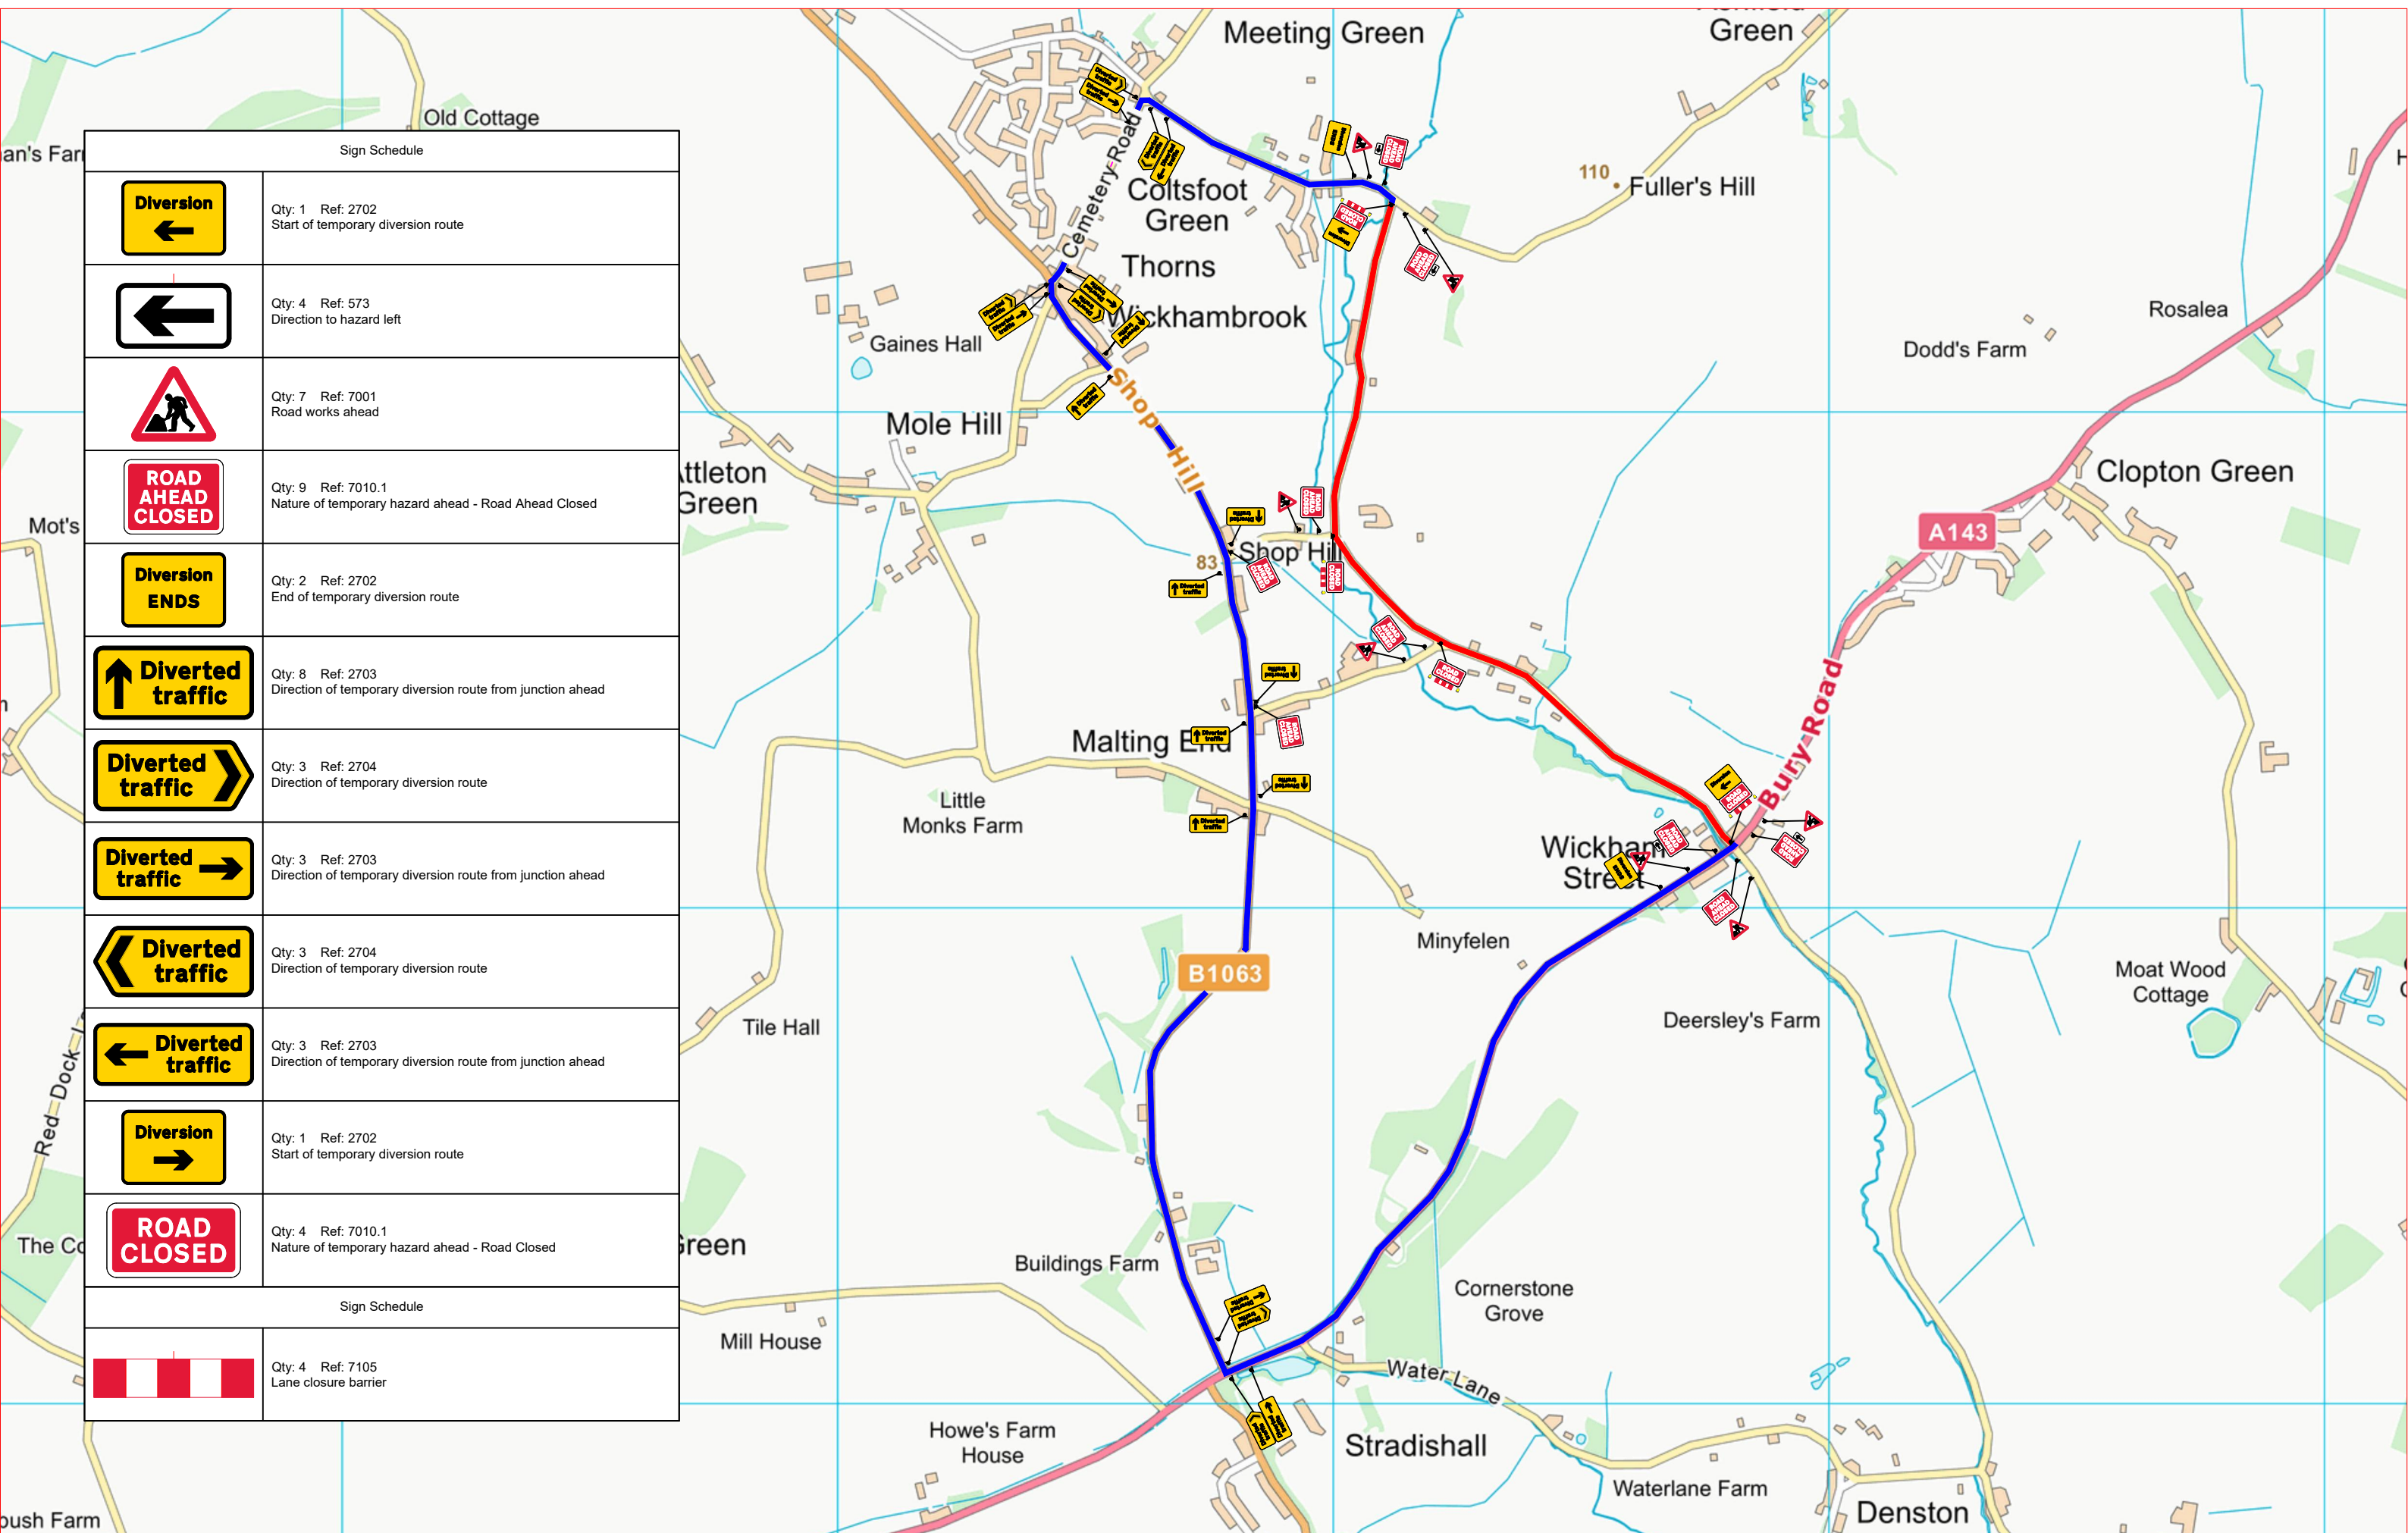 Sign Schedule
Diversion
Qty: 1 Ref: 2702
Start of temporary diversion route
Qty: 4 Ref: 573
Direction to hazard left
Qty: 7 Ref: 7001
Road works ahead
ROAD
AHEAD
CLOSED
Qty: 9 Ref: 7010.1
Nature of temporary hazard ahead - Road Ahead Closed
Diversion
ENDS
Qty: 2 Ref: 2702
End of temporary diversion route
Diverted
traffic
Qty: 8 Ref: 2703
Direction of temporary diversion route from junction ahead
Diverted
traffic
Qty: 3 Ref: 2704
Direction of temporary diversion route
Diverted
traffic
Qty: 3 Ref: 2703
Direction of temporary diversion route from junction ahead
Diverted
traffic
Qty: 3 Ref: 2704
Direction of temporary diversion route
Diverted
traffic
Qty: 3 Ref: 2703
Direction of temporary diversion route from junction ahead
Diversion
Qty: 1 Ref: 2702
Start of temporary diversion route
ROAD
CLOSED
Qty: 4 Ref: 7010.1
Nature of temporary hazard ahead - Road Closed
Sign Schedule
Qty: 4 Ref: 7105
Lane closure barrier
Old Cottage
Mot's
Red Dock
Meeting Green
Green
Cemetery Road
Coltsfoot
Green
Thorns
Wickhambrook
110
Fuller's Hill
Gaines Hall
Mole Hill
Shop Hill
Attleton
Green
83
Shop Hill
Malting End
Little
Monks Farm
Rosalea
Dodd's Farm
Clopton Green
A143
Bury Road
Wickham
Street
Minyfelen
Deersley's Farm
Moat Wood
Cottage
B1063
Tile Hall
Green
Buildings Farm
Mill House
Cornerstone
Grove
Water Lane
Howe's Farm
House
Stradishall
Waterlane Farm
Denston